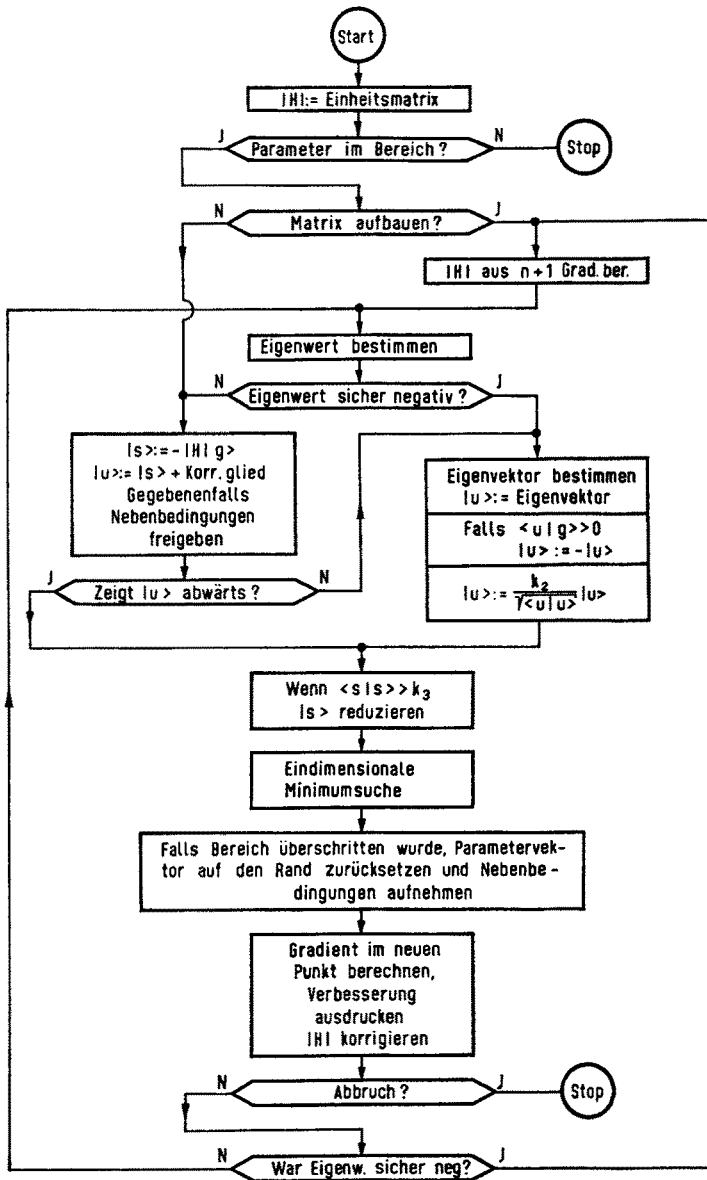 Start
|H|:= Einheitsmatrix
J
Parameter im Bereich?
N
Stop
N
Matrix aufbauen?
J
|H| aus n+1 Grad. ber.
Eigenwert bestimmen
N
Eigenwert sicher negativ?
J
|s>:= -|H| g>
|u>:= |s> + Korr. glied
Gegebenenfalls
Nebenbedingungen
freigeben
Eigenvektor bestimmen
|u>:= Eigenvektor
Falls <u|g>>0
|u> := -|u>
|u>:= k₂/√<u|u> |u>
J
Zeigt |u> abwärts?
N
Wenn <s|s>>k₃
|s> reduzieren
Eindimensionale
Minimumsuche
Falls Bereich überschritten wurde, Parametervek-
tor auf den Rand zurücksetzen und Nebenbe-
dingungen aufnehmen
Gradient im neuen
Punkt berechnen,
Verbesserung
ausdrucken
|H| korrigieren
N
Abbruch?
J
Stop
N
War Eigenw. sicher neg?
J